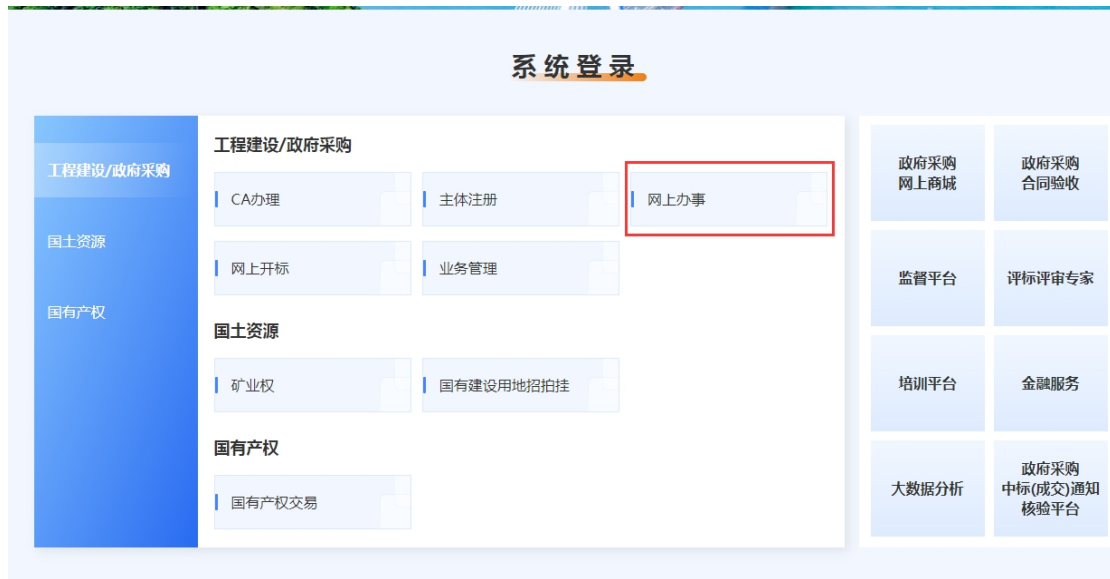 系统登录
工程建设/政府采购
国土资源
国有产权
工程建设/政府采购
CA办理
主体注册
网上办事
网上开标
业务管理
国土资源
矿业权
国有建设用地招拍挂
国有产权
国有产权交易
政府采购
网上商城
政府采购
合同验收
监督平台
评标评审专家
培训平台
金融服务
大数据分析
政府采购
中标(成交)通知
核验平台